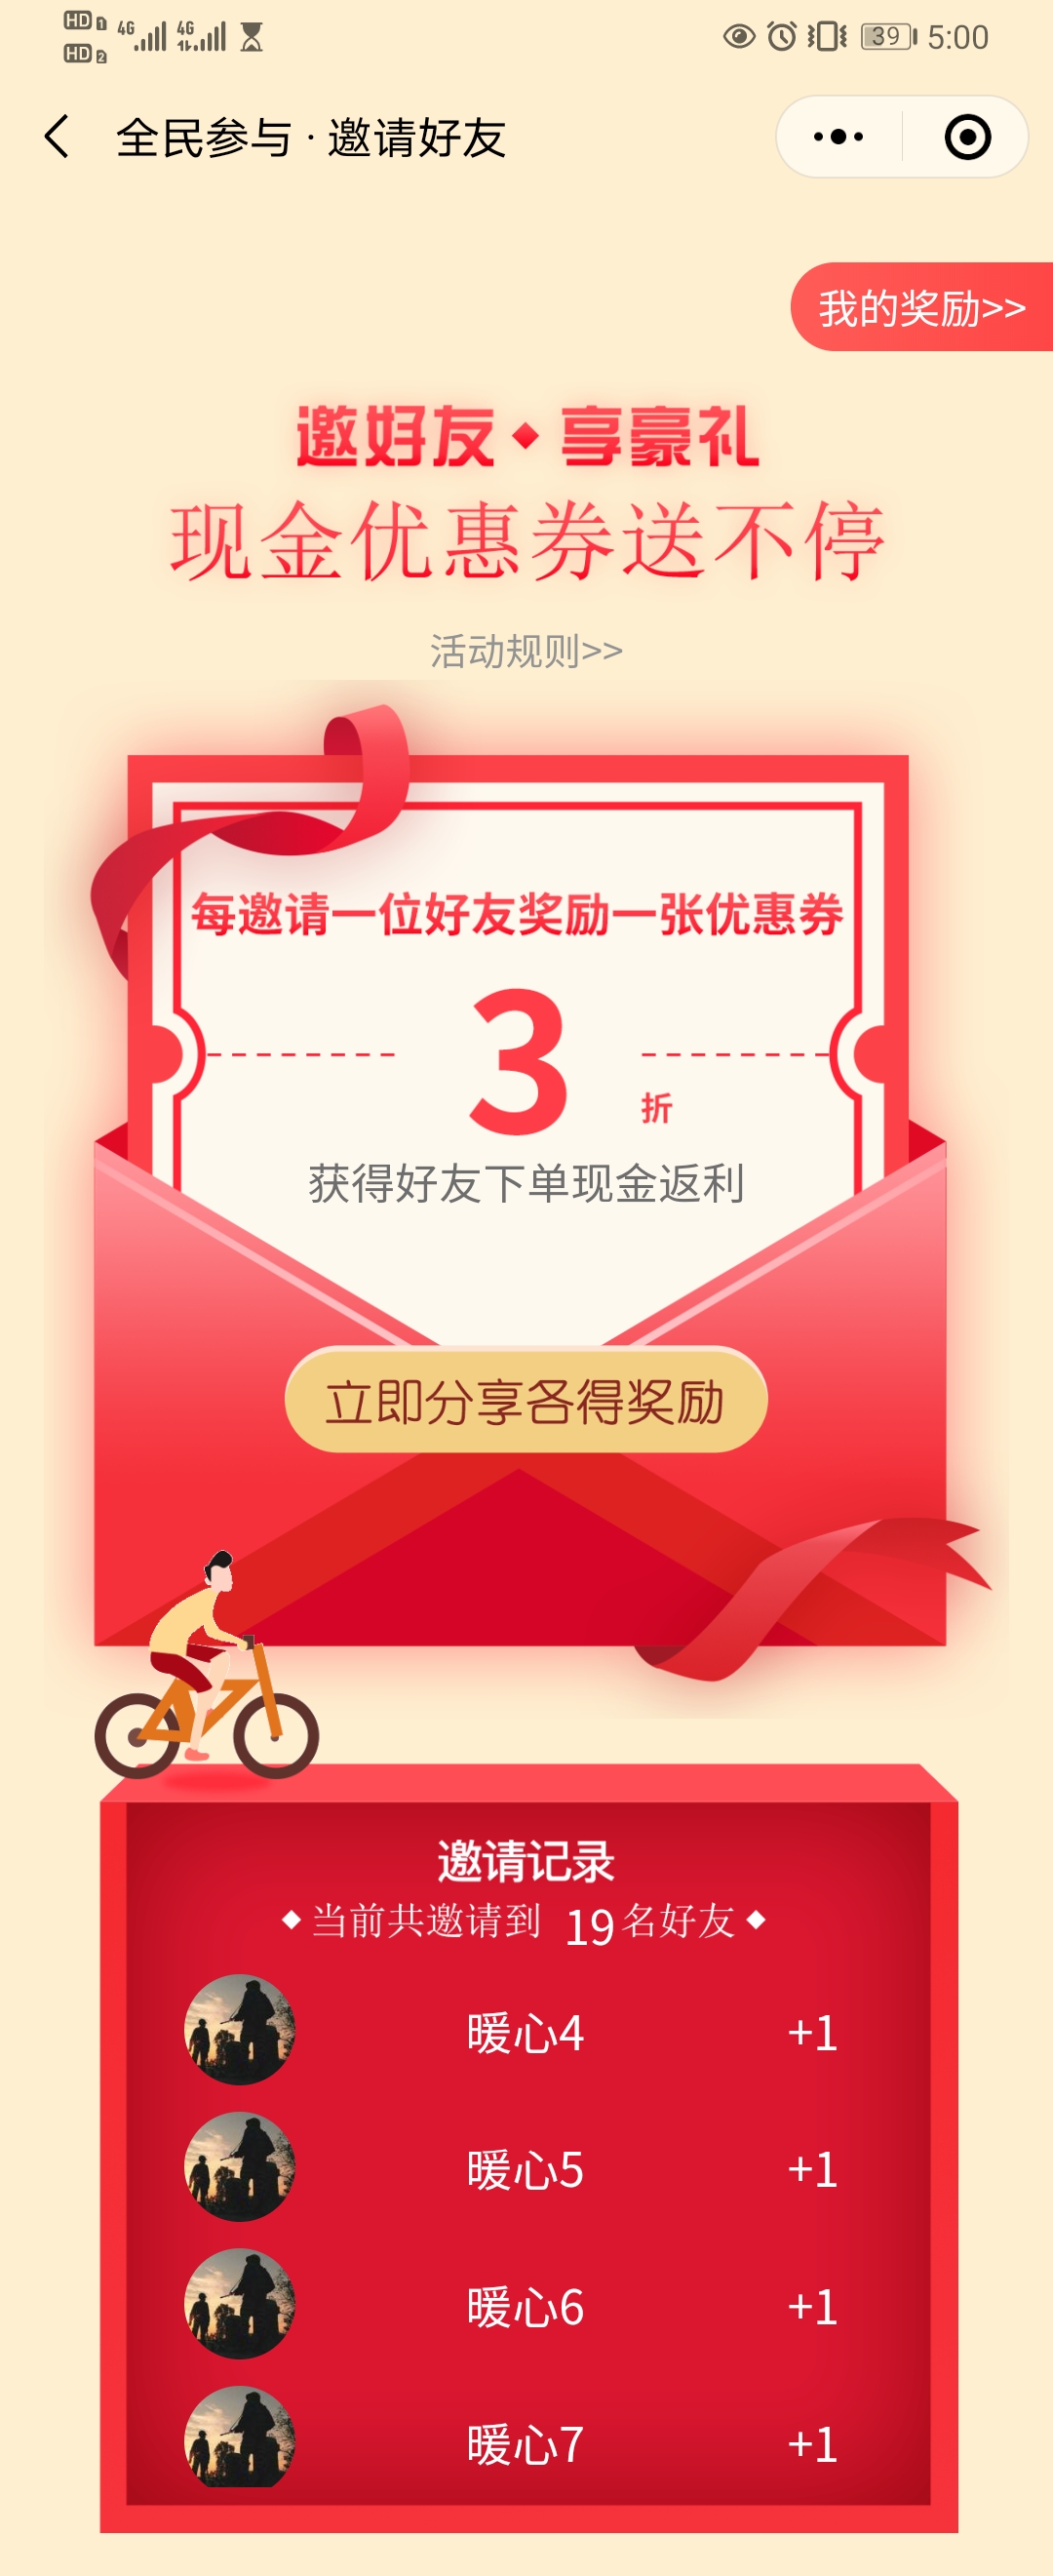 HD 1 4G 4G 39 5:00
HD 2
全民参与 · 邀请好友
我的奖励>>
邀好友◆享豪礼
现金优惠券送不停
活动规则>>
每邀请一位好友奖励一张优惠券
3 折
获得好友下单现金返利
立即分享各得奖励
邀请记录
◆ 当前共邀请到 19 名好友 ◆
暖心4 +1
暖心5 +1
暖心6 +1
暖心7 +1